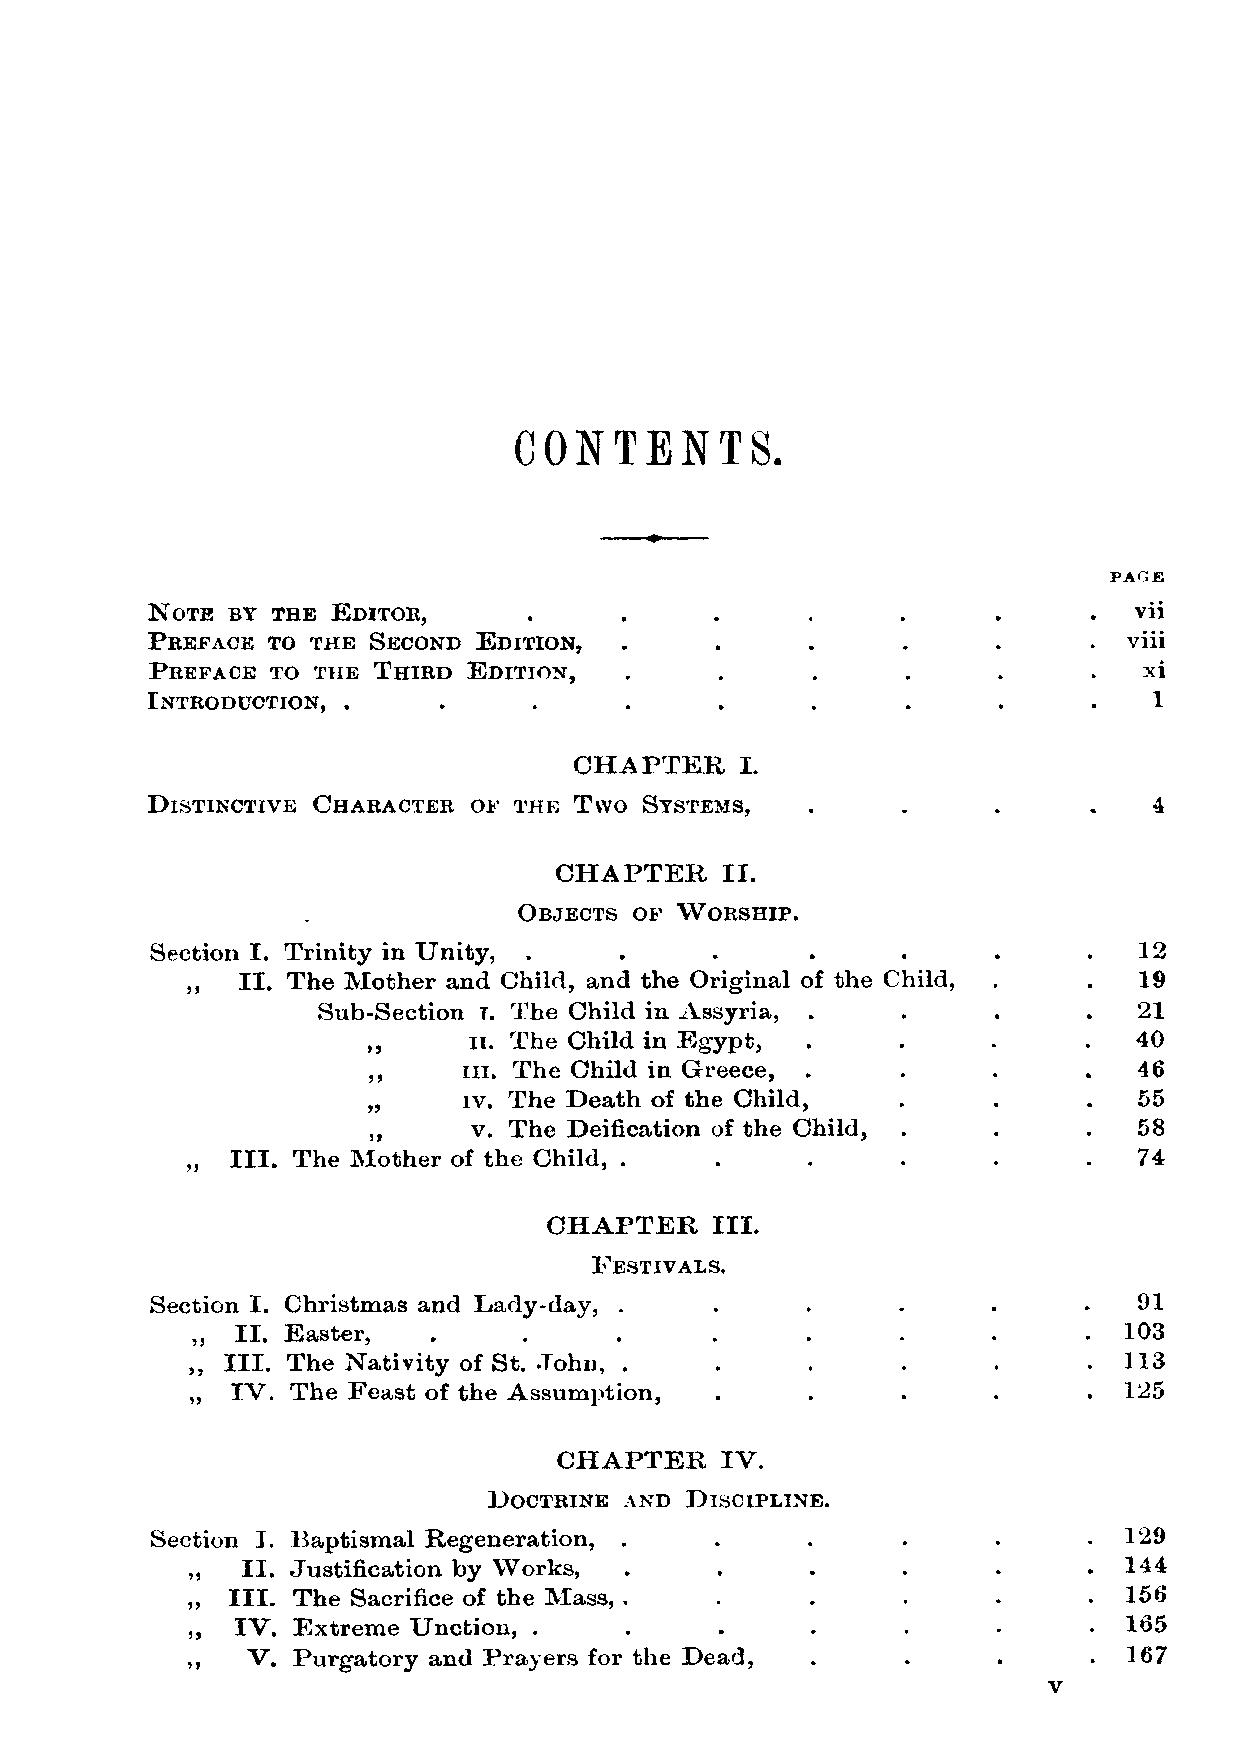 CONTENTS.
PAGE
NOTE BY THE EDITOR, . . . . . . . vii
PREFACE TO THE SECOND EDITION, . . . . . . viii
PREFACE TO THE THIRD EDITION, . . . . . . xi
INTRODUCTION, . . . . . . . . . 1
CHAPTER I.
DISTINCTIVE CHARACTER OF THE TWO SYSTEMS, . . . . 4
CHAPTER II.
OBJECTS OF WORSHIP.
Section I. Trinity in Unity, . . . . . . . 12
„ II. The Mother and Child, and the Original of the Child, . . 19
Sub-Section I. The Child in Assyria, . . . . 21
„ II. The Child in Egypt, . . . . 40
„ III. The Child in Greece, . . . . 46
„ IV. The Death of the Child, . . . 55
„ V. The Deification of the Child, . . . 58
„ III. The Mother of the Child, . . . . . . 74
CHAPTER III.
FESTIVALS.
Section I. Christmas and Lady-day, . . . . . . 91
„ II. Easter, . . . . . . . . 103
„ III. The Nativity of St. John, . . . . . . 113
„ IV. The Feast of the Assumption, . . . . . 125
CHAPTER IV.
DOCTRINE AND DISCIPLINE.
Section I. Baptismal Regeneration, . . . . . . 129
„ II. Justification by Works, . . . . . . 144
„ III. The Sacrifice of the Mass, . . . . . . 156
„ IV. Extreme Unction, . . . . . . . 165
„ V. Purgatory and Prayers for the Dead, . . . . 167
v